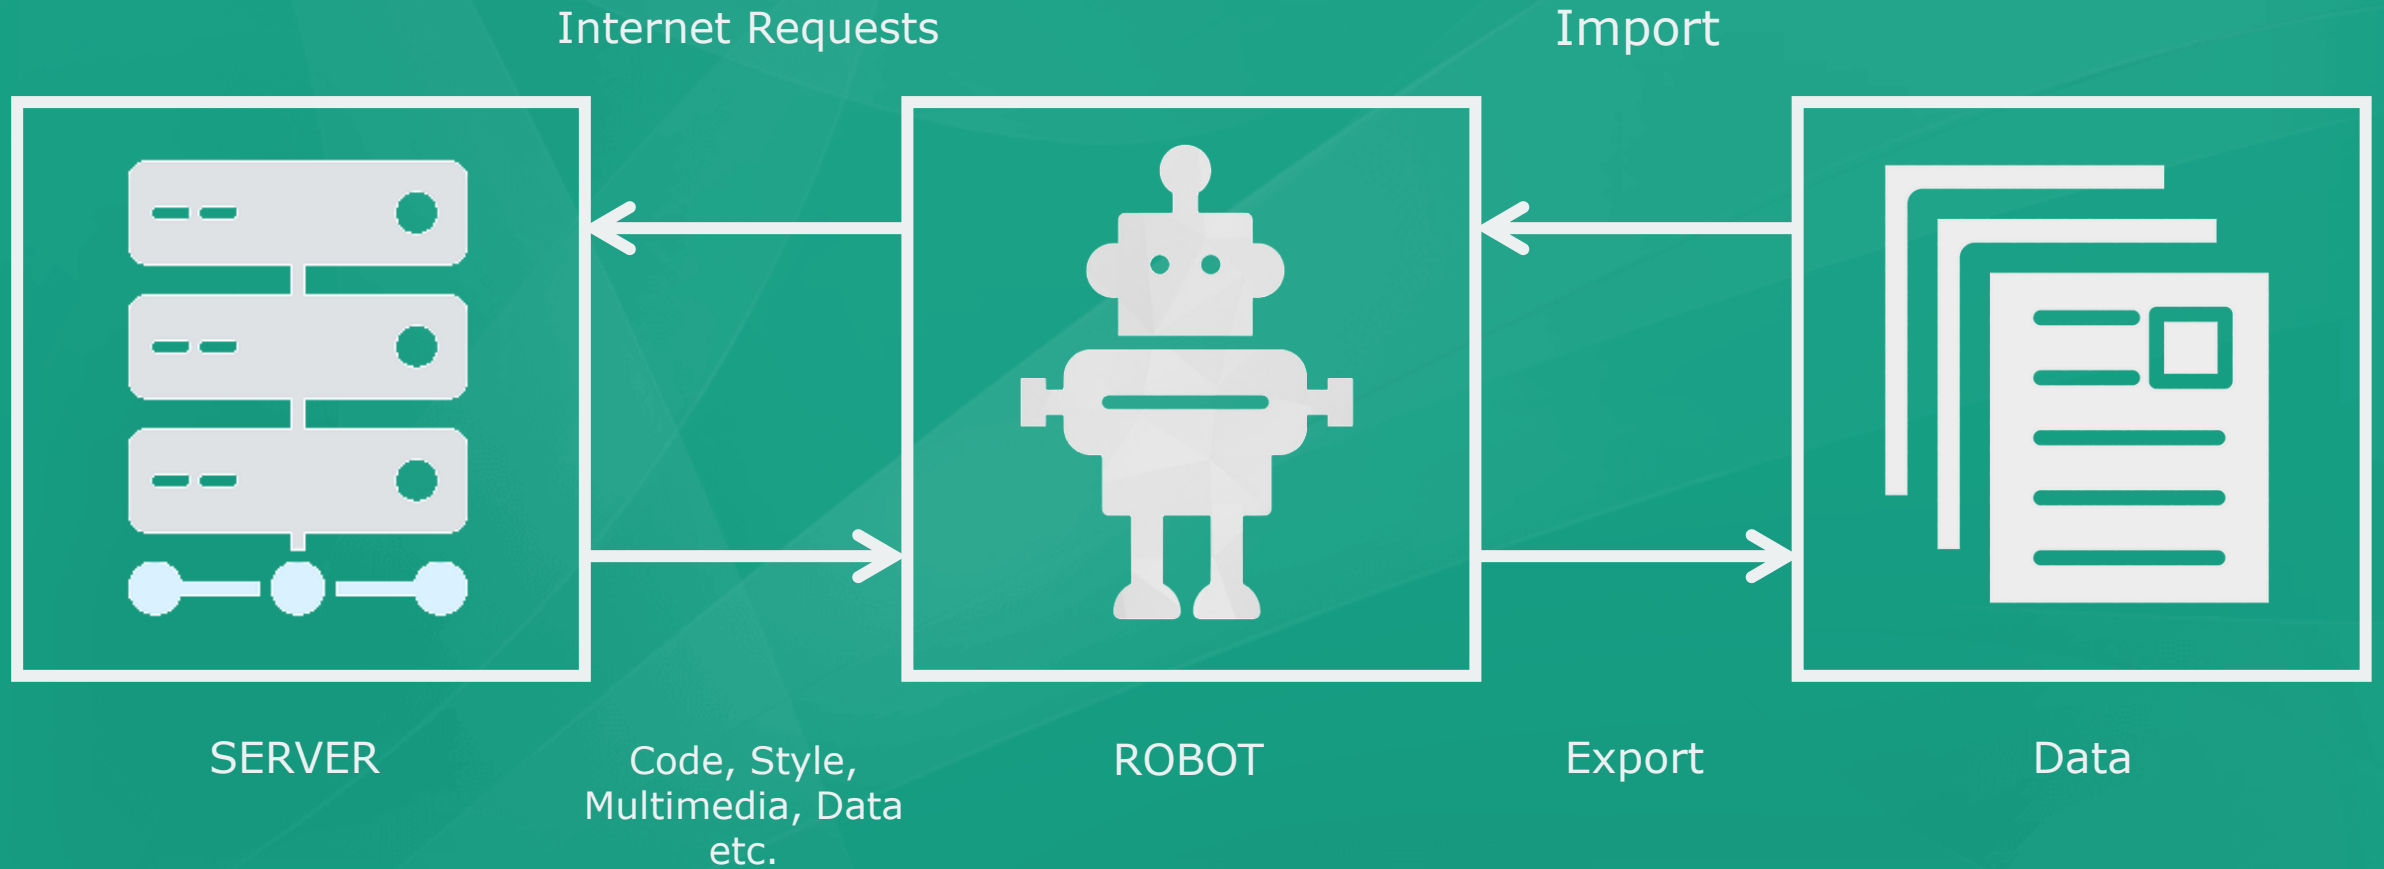 Internet Requests
Import
SERVER
Code, Style,
Multimedia, Data
etc.
ROBOT
Export
Data